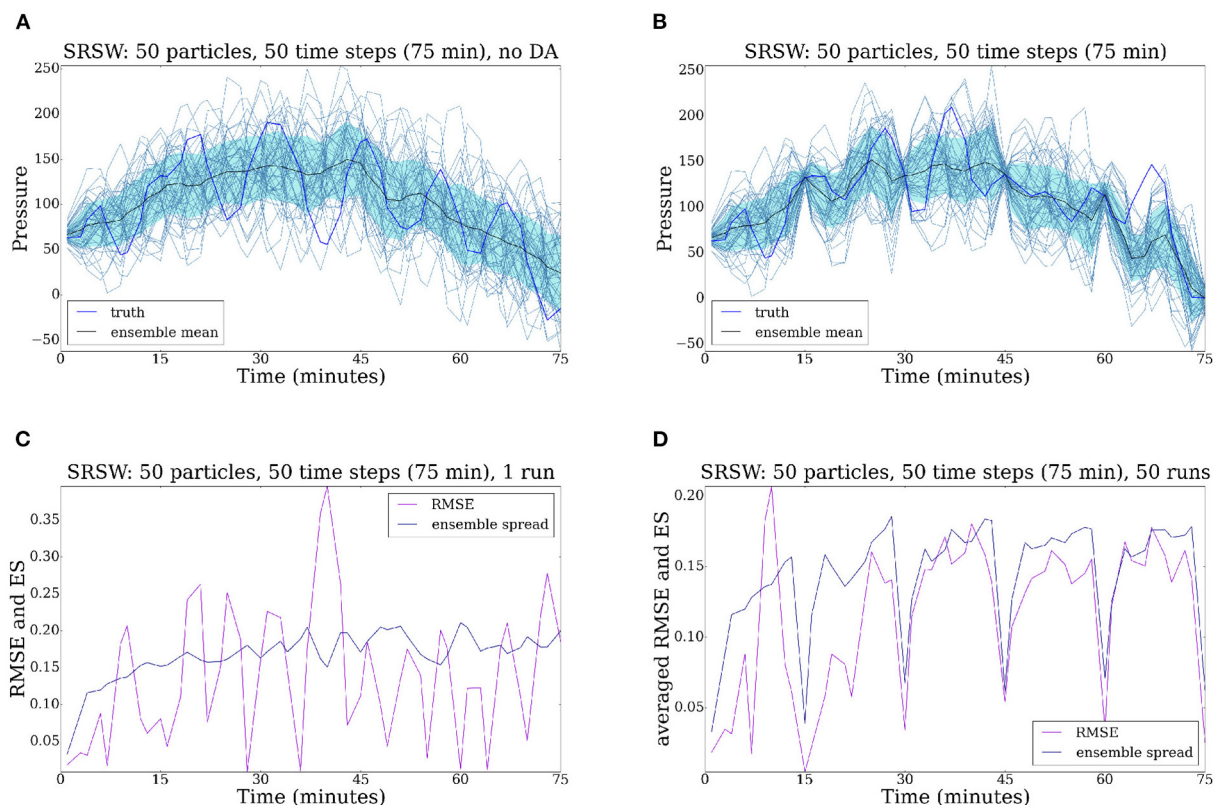 A
SRSW: 50 particles, 50 time steps (75 min), no DA
250
200
150
100
50
0
−50
Pressure
truth
ensemble mean
0 15 30 45 60 75
Time (minutes)
B
SRSW: 50 particles, 50 time steps (75 min)
250
200
150
100
50
0
−50
Pressure
truth
ensemble mean
0 15 30 45 60 75
Time (minutes)
C
SRSW: 50 particles, 50 time steps (75 min), 1 run
0.35
0.30
0.25
0.20
0.15
0.10
0.05
RMSE and ES
RMSE
ensemble spread
0 15 30 45 60 75
Time (minutes)
D
SRSW: 50 particles, 50 time steps (75 min), 50 runs
0.20
0.15
0.10
0.05
averaged RMSE and ES
RMSE
ensemble spread
0 15 30 45 60 75
Time (minutes)